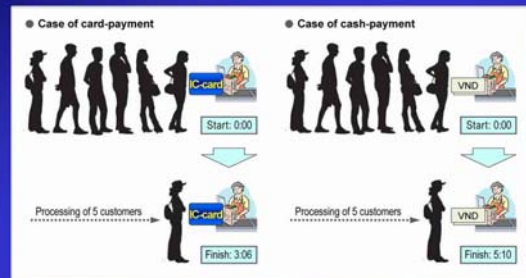 Case of card-payment
IC-card
Start: 0:00
Processing of 5 customers
IC-card
Finish: 3:06
Case of cash-payment
VND
Start: 0:00
Processing of 5 customers
VND
Finish: 5:10